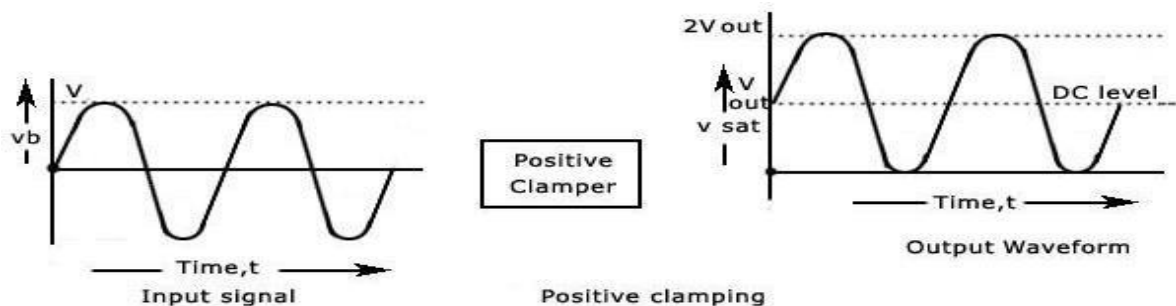 V
vb
Time,t
Input signal
Positive
Clamper
Positive clamping
2V out
V
out
v sat
DC level
Time,t
Output Waveform